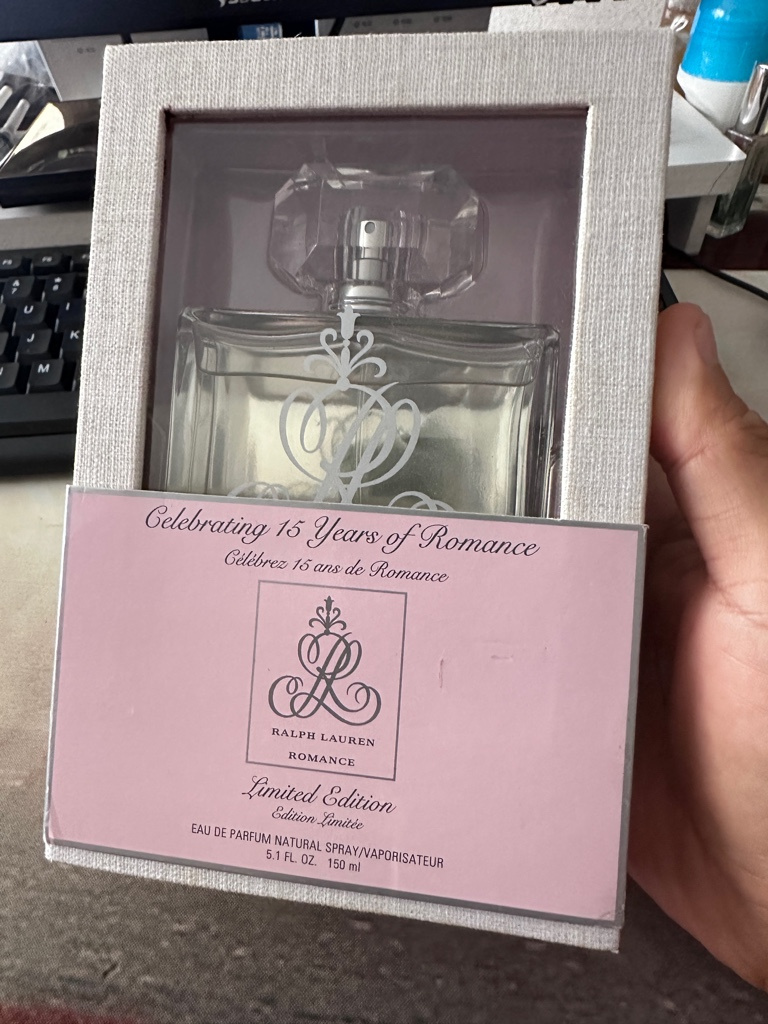 Celebrating 15 Years of Romance
Célébrez 15 ans de Romance
RALPH LAUREN
ROMANCE
Limited Edition
Edition Limitée
EAU DE PARFUM NATURAL SPRAY/VAPORISATEUR
5.1 FL. OZ. 150 ml
U I
J K
M